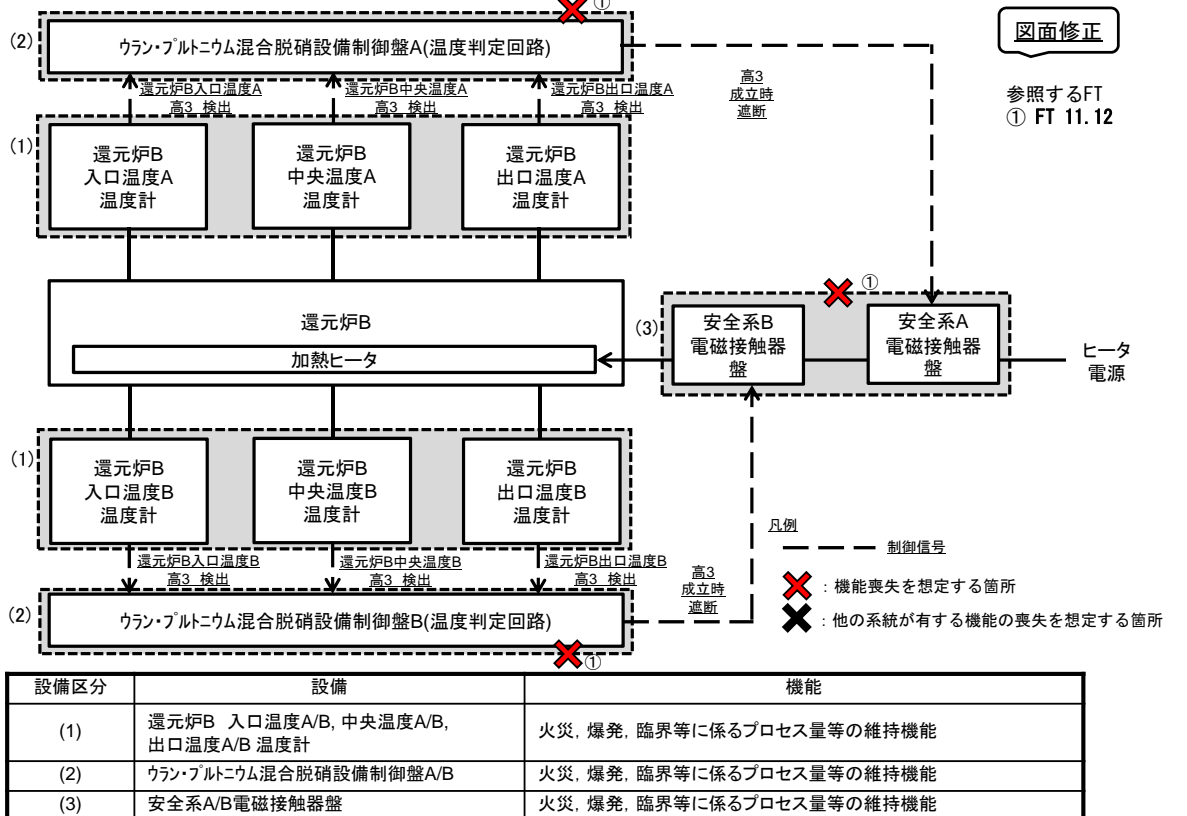 ①
(2)
ウラン・プルトニウム混合脱硝設備制御盤A(温度判定回路)
図面修正
参照するFT
① FT 11.12
還元炉B入口温度A
高3 検出
還元炉B中央温度A
高3 検出
還元炉B出口温度A
高3 検出
高3
成立時
遮断
(1)
還元炉B
入口温度A
温度計
還元炉B
中央温度A
温度計
還元炉B
出口温度A
温度計
還元炉B
加熱ヒータ
(3)
①
安全系B
電磁接触器
盤
安全系A
電磁接触器
盤
ヒータ
電源
(1)
還元炉B
入口温度B
温度計
還元炉B
中央温度B
温度計
還元炉B
出口温度B
温度計
還元炉B入口温度B
高3 検出
還元炉B中央温度B
高3 検出
還元炉B出口温度B
高3 検出
高3
成立時
遮断
(2)
ウラン・プルトニウム混合脱硝設備制御盤B(温度判定回路)
①
凡例
制御信号
：機能喪失を想定する箇所
：他の系統が有する機能の喪失を想定する箇所
設備区分 設備 機能
(1) 還元炉B 入口温度A/B, 中央温度A/B,
出口温度A/B 温度計 火災, 爆発, 臨界等に係るプロセス量等の維持機能
(2) ウラン・プルトニウム混合脱硝設備制御盤A/B 火災, 爆発, 臨界等に係るプロセス量等の維持機能
(3) 安全系A/B電磁接触器盤 火災, 爆発, 臨界等に係るプロセス量等の維持機能